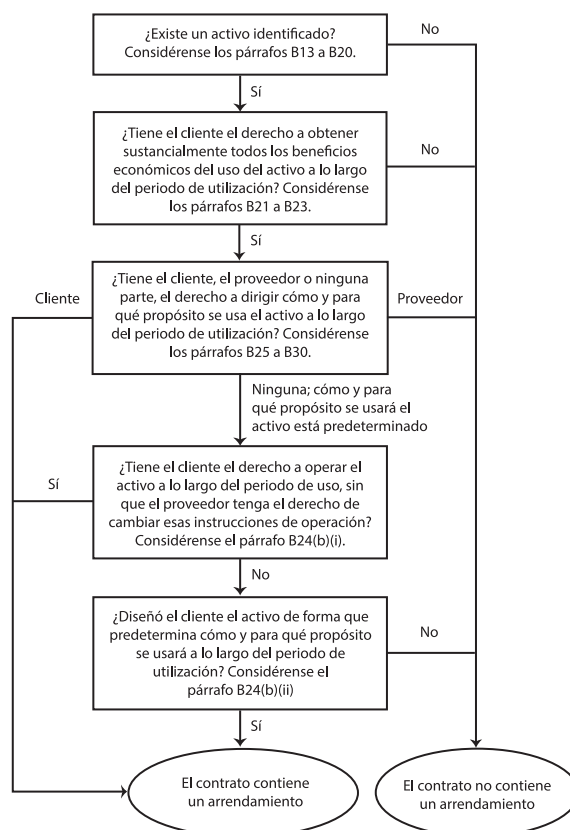 ¿Existe un activo identificado?
Considérense los párrafos B13 a B20.
No
Sí
¿Tiene el cliente el derecho a obtener
sustancialmente todos los beneficios
económicos del uso del activo a lo largo
del periodo de utilización? Considérense
los párrafos B21 a B23.
No
Sí
Cliente
¿Tiene el cliente, el proveedor o ninguna
parte, el derecho a dirigir cómo y para
qué propósito se usa el activo a lo largo
del periodo de utilización? Considérense
los párrafos B25 a B30.
Proveedor
Ninguna; cómo y para
qué propósito se usará el
activo está predeterminado
Sí
¿Tiene el cliente el derecho a operar el
activo a lo largo del periodo de uso, sin
que el proveedor tenga el derecho de
cambiar esas instrucciones de operación?
Considérense el párrafo B24(b)(i).
No
¿Diseñó el cliente el activo de forma que
predetermina cómo y para qué propósito
se usará a lo largo del periodo de
utilización? Considérense el
párrafo B24(b)(ii)
No
Sí
El contrato contiene
un arrendamiento
El contrato no contiene
un arrendamiento